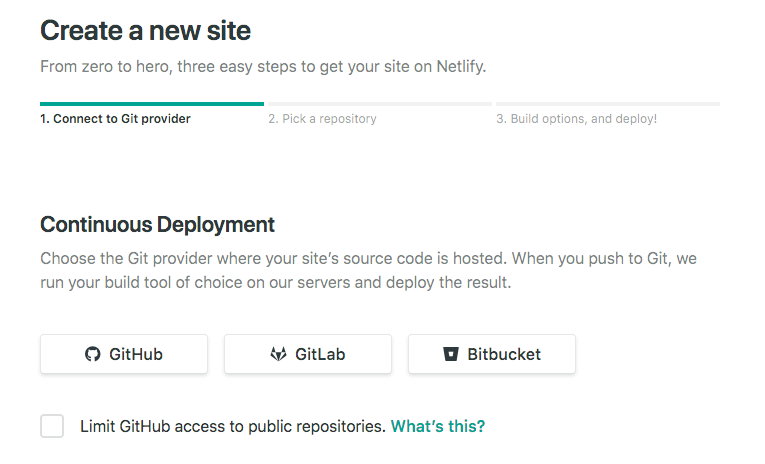 Create a new site
From zero to hero, three easy steps to get your site on Netlify.
1. Connect to Git provider
2. Pick a repository
3. Build options, and deploy!
Continuous Deployment
Choose the Git provider where your site’s source code is hosted. When you push to Git, we
run your build tool of choice on our servers and deploy the result.
GitHub
GitLab
Bitbucket
Limit GitHub access to public repositories. What’s this?